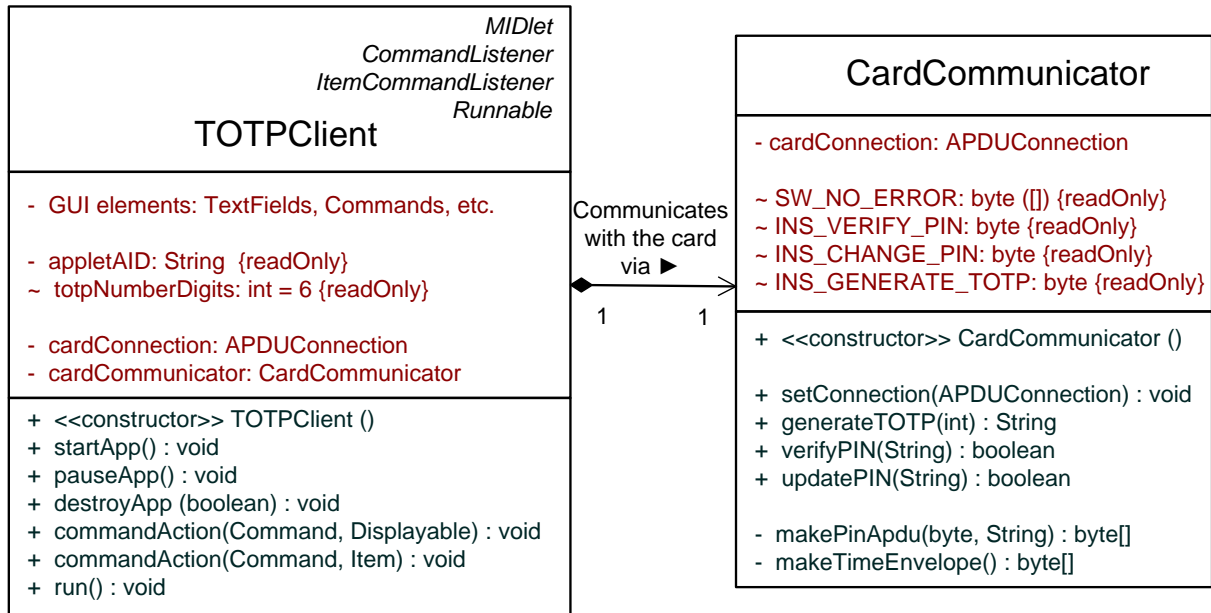 MIDlet
CommandListener
ItemCommandListener
Runnable
TOTPClient
- GUI elements: TextFields, Commands, etc.
- appletAID: String {readOnly}
~ totpNumberDigits: int = 6 {readOnly}
- cardConnection: APDUConnection
- cardCommunicator: CardCommunicator
+ <<constructor>> TOTPClient ()
+ startApp() : void
+ pauseApp() : void
+ destroyApp (boolean) : void
+ commandAction(Command, Displayable) : void
+ commandAction(Command, Item) : void
+ run() : void
Communicates
with the card
via ►
1
1
CardCommunicator
- cardConnection: APDUConnection
~ SW_NO_ERROR: byte ([]) {readOnly}
~ INS_VERIFY_PIN: byte {readOnly}
~ INS_CHANGE_PIN: byte {readOnly}
~ INS_GENERATE_TOTP: byte {readOnly}
+ <<constructor>> CardCommunicator ()
+ setConnection(APDUConnection) : void
+ generateTOTP(int) : String
+ verifyPIN(String) : boolean
+ updatePIN(String) : boolean
- makePinApdu(byte, String) : byte[]
- makeTimeEnvelope() : byte[]